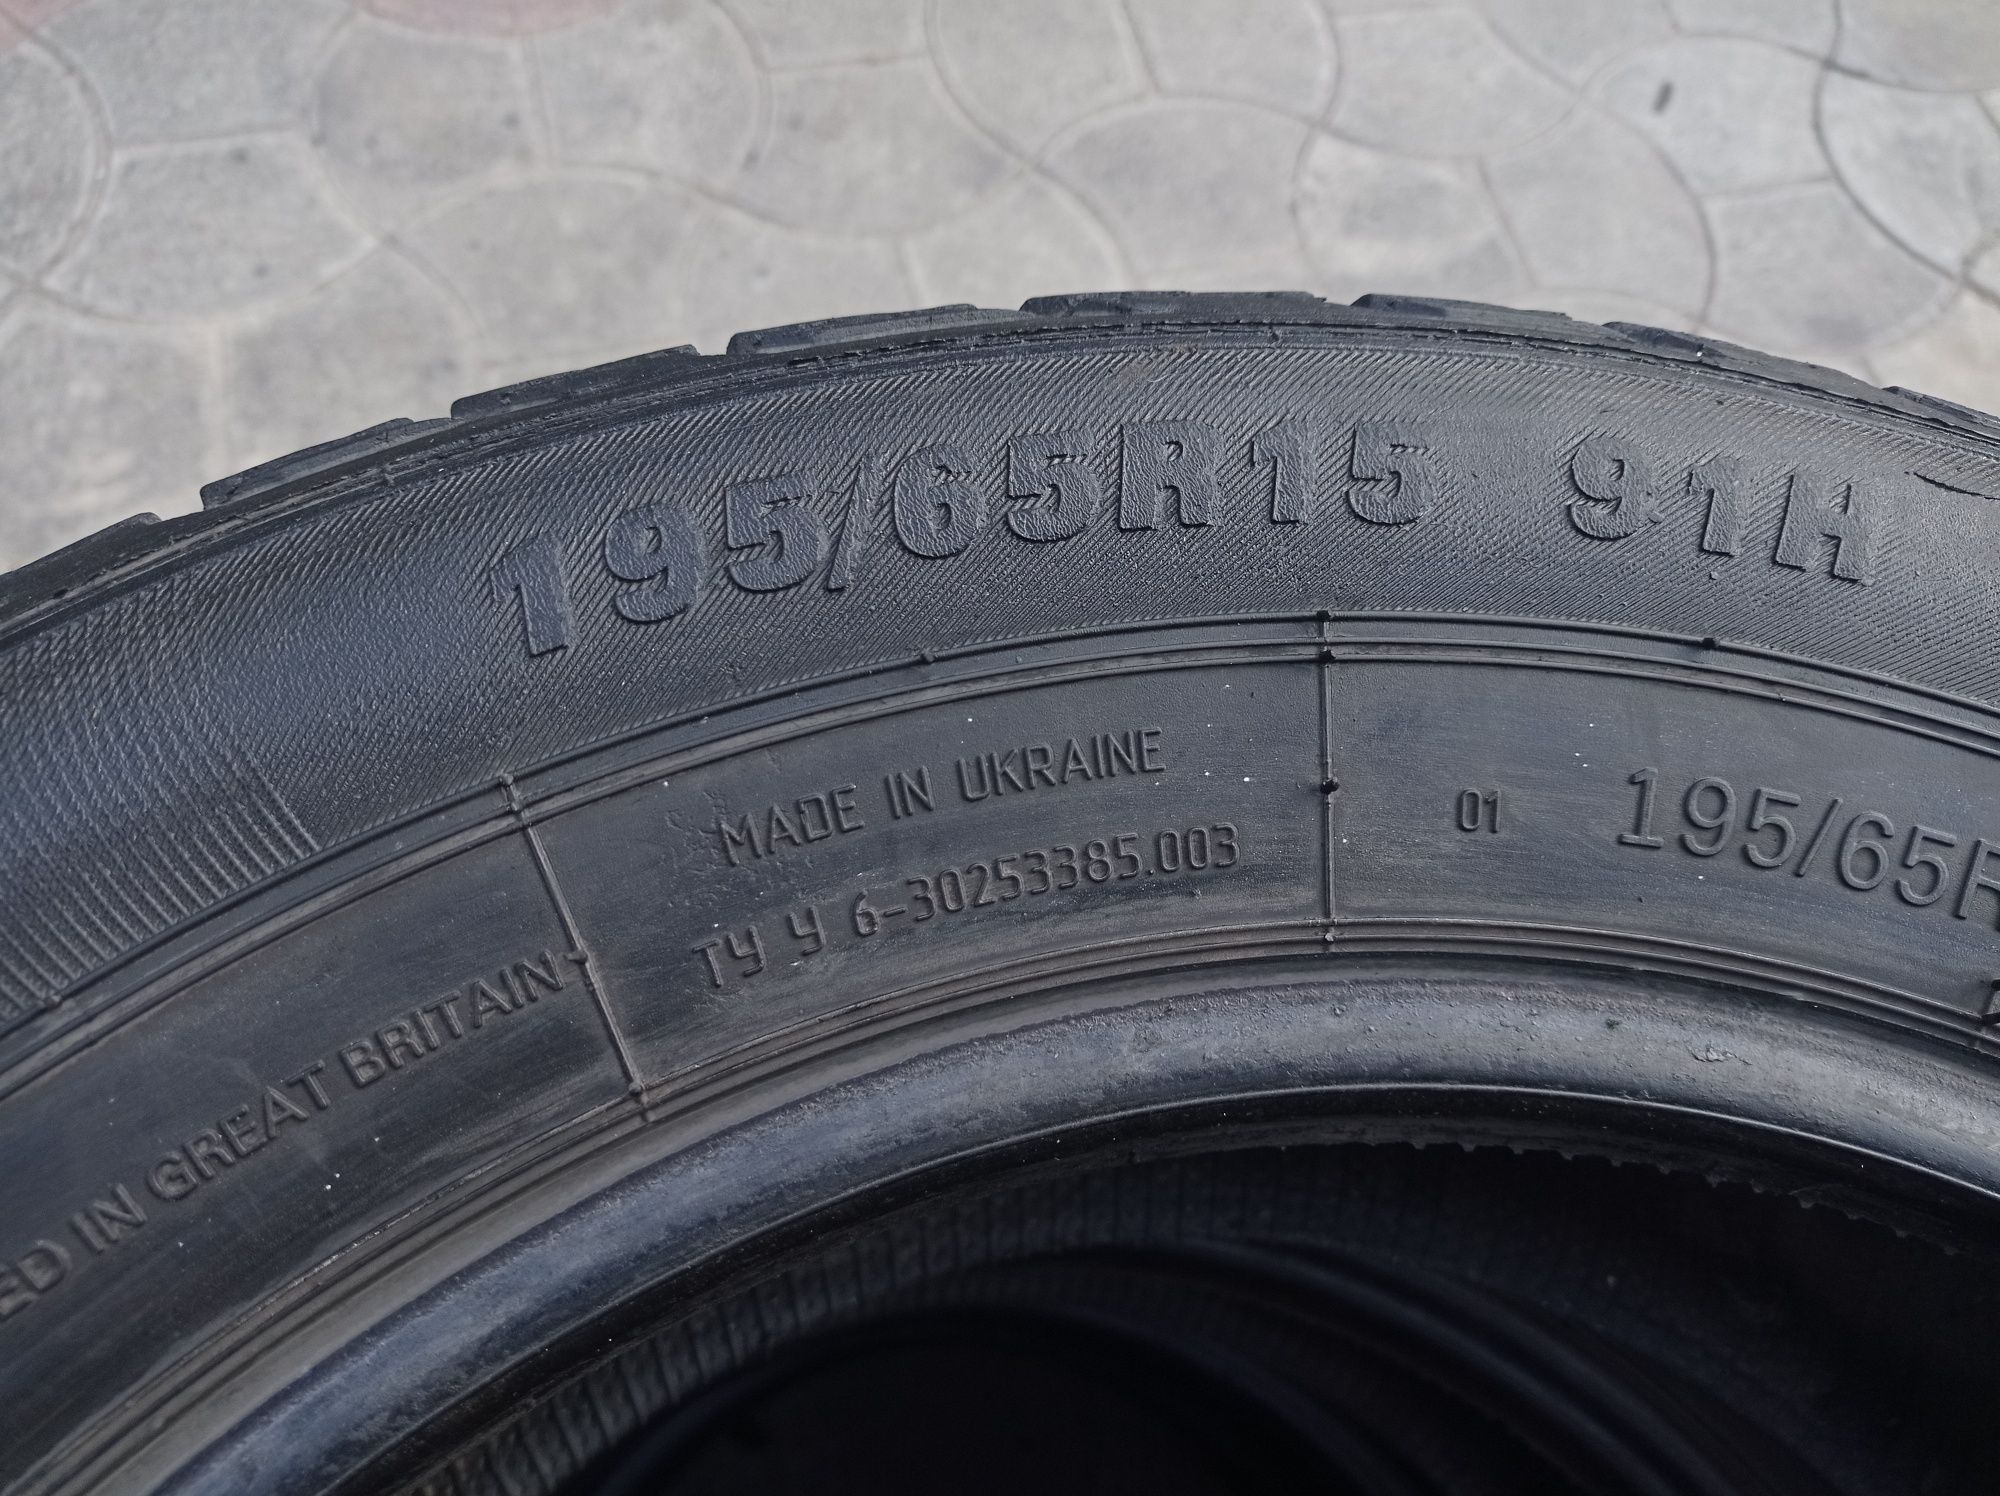 195/65R15 91H
MADE IN UKRAINE
ТУ У 6-30253385.003
01 195/65R
ED IN GREAT BRITAIN